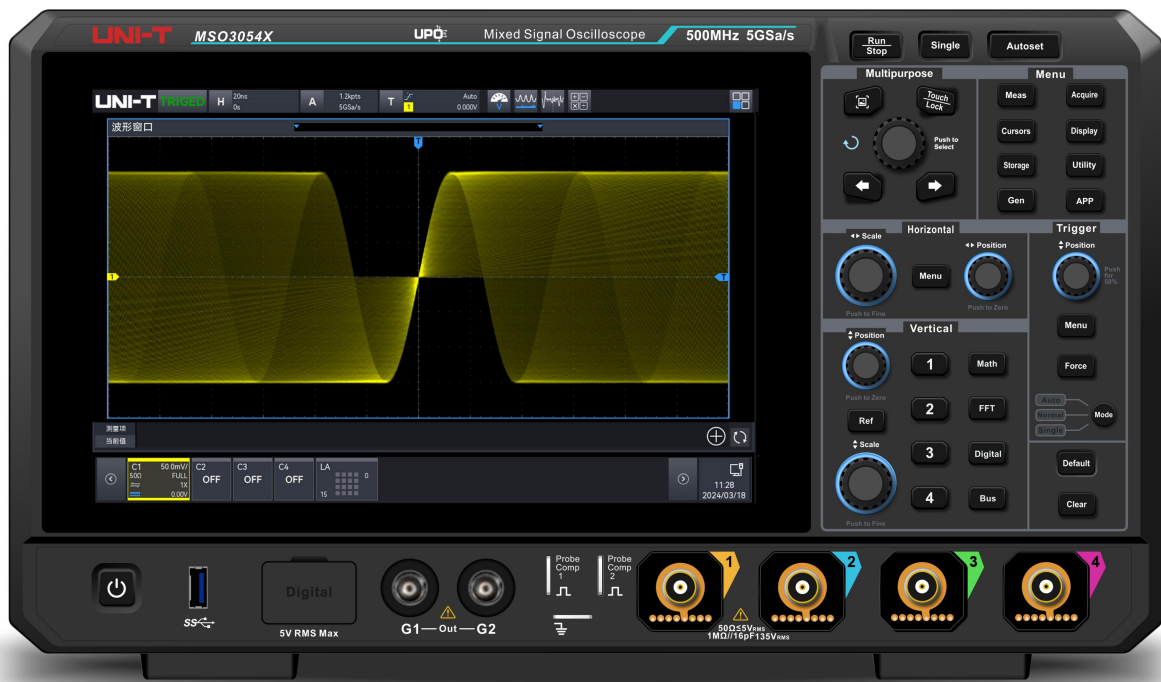 UNI-T MSO3054X UPO Mixed Signal Oscilloscope 500MHz 5GSa/s
Run
Stop
Single
Autoset
UNI-T TRIGED H 20ns
0s
A 1.2kpts
5GSa/s
T 1 Auto
0.000V
V
波形窗口
T
1
T
测量项
当前值
C1 50.0mV/
50Ω FULL
1X
0.00V
C2
OFF
C3
OFF
C4
OFF
LA
0
15
11:28
2024/03/18
Multipurpose
Touch
Lock
Push to
Select
Menu
Meas
Acquire
Cursors
Display
Storage
Utility
Gen
APP
Horizontal
Scale
Position
Menu
Push to Fine
Push to Zero
Trigger
Position
Push
for
50%
Menu
Force
Auto
Normal
Single
Mode
Default
Clear
Vertical
Position
Push to Zero
Ref
Scale
Push to Fine
1
Math
2
FFT
3
Digital
4
Bus
SS
Digital
5V RMS Max
G1 Out G2
Probe
Comp
1
Probe
Comp
2
1
2
3
4
50Ω≤5VRMS
1MΩ//16pF135VRMS